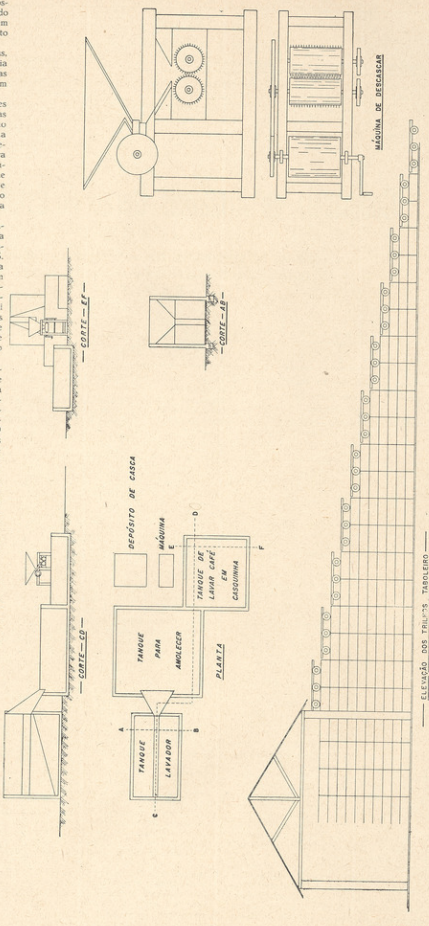 — CORTE — EF —
— CORTE — AB —
MÁQUINA DE DESCASCAR
— CORTE — CD —
DEPÓSITO DE CASCA
MÁQUINA
TANQUE
PARA
AMOLECER
TANQUE DE
LAVAR CAFÉ
EM
CASQUINHA
TANQUE
LAVADOR
A
B
C
D
E
F
PLANTA
— ELEVAÇÃO DOS TRILHOS TABOLEIRO —